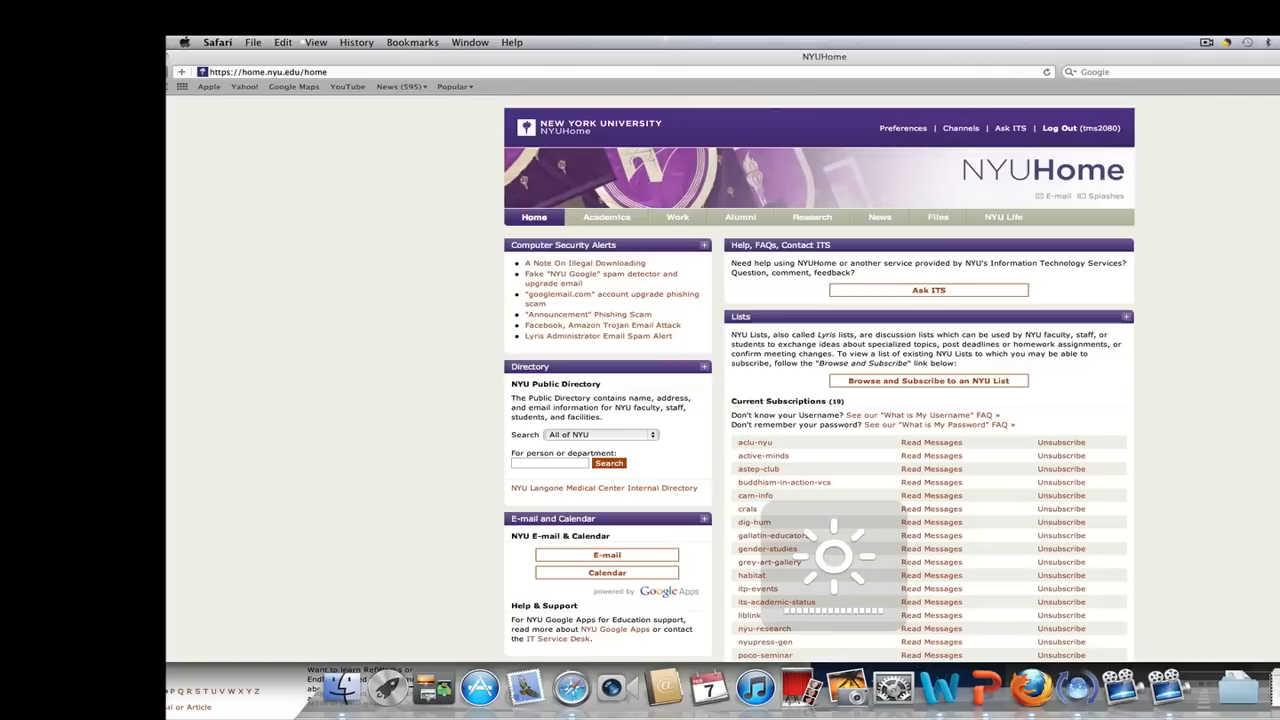 Safari File Edit View History Bookmarks Window Help
NYUHome
https://home.nyu.edu/home
Google
Apple Yahoo! Google Maps YouTube News (595) Popular
NEW YORK UNIVERSITY
NYUHome
Preferences | Channels | Ask ITS | Log Out (tms2080)
NYUHome
E-mail Splashes
Home Academics Work Alumni Research News Files NYU Life
Computer Security Alerts
A Note On Illegal Downloading
Fake "NYU Google" spam detector and
upgrade email
"googlemail.com" account upgrade phishing
scam
"Announcement" Phishing Scam
Facebook, Amazon Trojan Email Attack
Lyris Administrator Email Spam Alert
Directory
NYU Public Directory
The Public Directory contains name, address,
and email information for NYU faculty, staff,
students, and facilities.
Search All of NYU
For person or department:
Search
NYU Langone Medical Center Internal Directory
E-mail and Calendar
NYU E-mail & Calendar
E-mail
Calendar
powered by Google Apps
Help & Support
For NYU Google Apps for Education support,
read more about NYU Google Apps or contact
the IT Service Desk.
Help, FAQs, Contact ITS
Need help using NYUHome or another service provided by NYU's Information Technology Services?
Question, comment, feedback?
Ask ITS
Lists
NYU Lists, also called Lyris lists, are discussion lists which can be used by NYU faculty, staff, or
students to exchange ideas about specialized topics, post deadlines or homework assignments, or
confirm meeting changes. To view a list of existing NYU Lists to which you may be able to
subscribe, follow the "Browse and Subscribe" link below:
Browse and Subscribe to an NYU List
Current Subscriptions (19)
Don't know your Username? See our "What is My Username" FAQ »
Don't remember your password? See our "What is My Password" FAQ »
aclu-nyu Read Messages Unsubscribe
active-minds Read Messages Unsubscribe
astep-club Read Messages Unsubscribe
buddhism-in-action-vcs Read Messages Unsubscribe
cam-info Read Messages Unsubscribe
crals Read Messages Unsubscribe
dig-hum Read Messages Unsubscribe
gallatin-educators Read Messages Unsubscribe
gender-studies Read Messages Unsubscribe
grey-art-gallery Read Messages Unsubscribe
habitat Read Messages Unsubscribe
itp-events Read Messages Unsubscribe
its-academic-status Read Messages Unsubscribe
liblink Read Messages Unsubscribe
nyu-research Read Messages Unsubscribe
nyupress-gen Read Messages Unsubscribe
poco-seminar Read Messages Unsubscribe
Want to learn RefWorks or
P Q R S T U V W X Y Z
al or Article
FEB
7